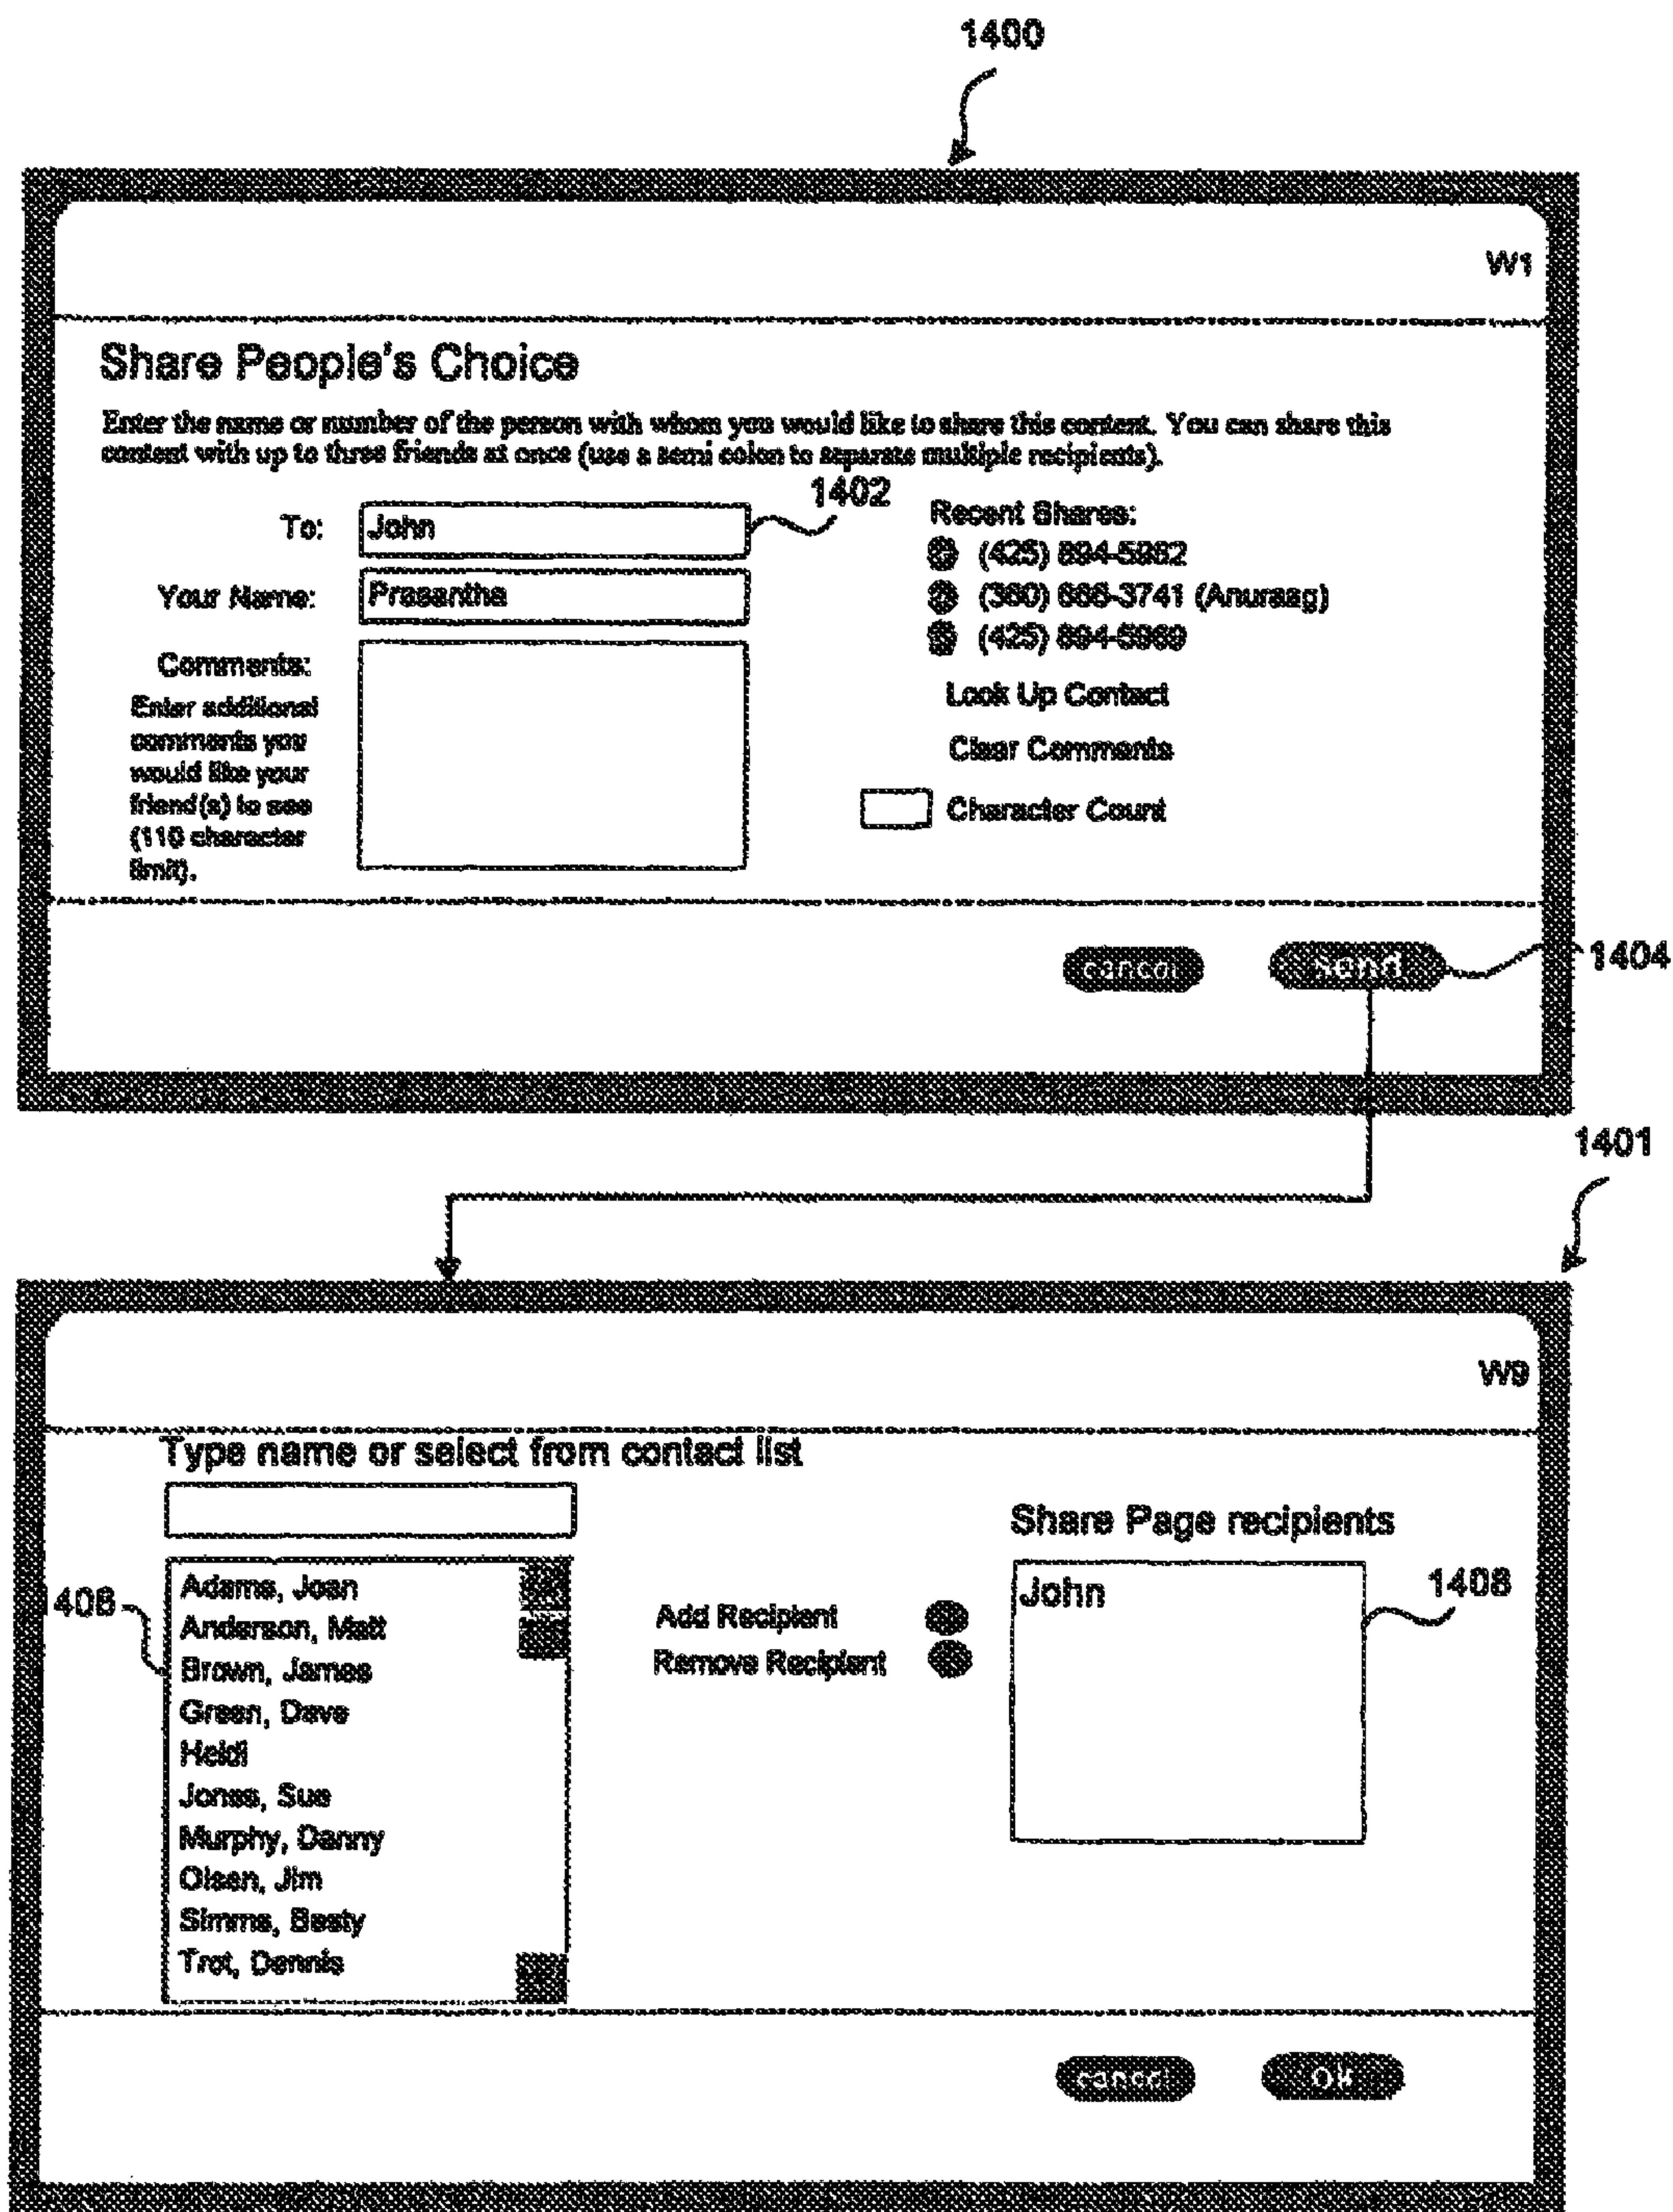 1400
W1
Share People's Choice
Enter the name or number of the person with whom you would like to share this content. You can share this
content with up to three friends at once (use a semi colon to separate multiple recipients).
To: John
1402
Your Name: Prasantha
Comments:
Enter additional
comments you
would like your
friend(s) to see
(110 character
limit).
Recent Shares:
(425) 894-5982
(360) 666-3741 (Anuraag)
(425) 894-5969
Look Up Contact
Clear Comments
Character Count
cancel
send
1404
1401
W9
Type name or select from contact list
Adams, Joan
Anderson, Matt
Brown, James
Green, Dave
Heidi
Jones, Sue
Murphy, Danny
Olsen, Jim
Simms, Besty
Trot, Dennis
Add Recipient
Remove Recipient
Share Page recipients
John
1408
cancel
OK